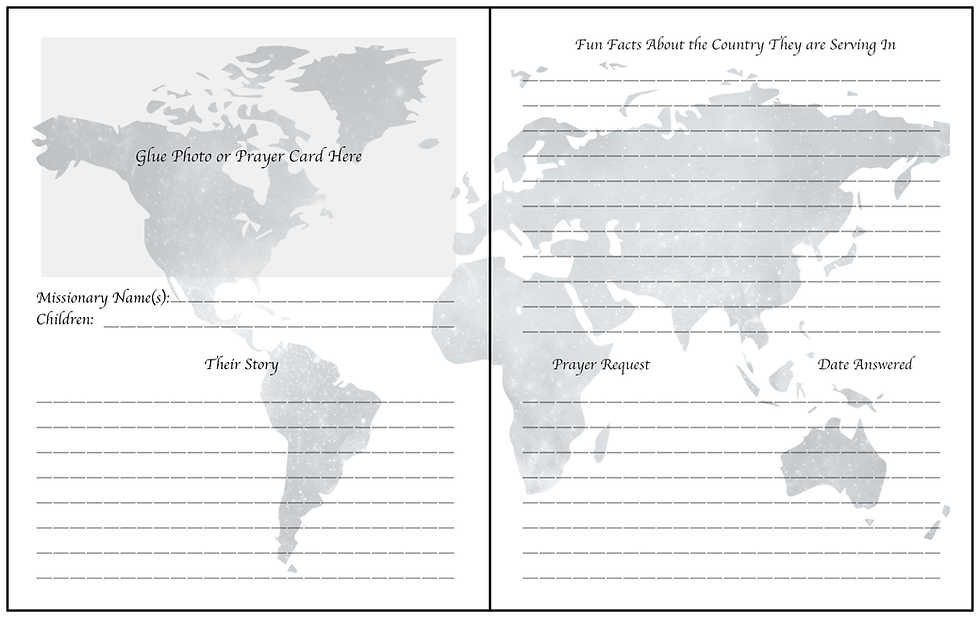 Glue Photo or Prayer Card Here
Missionary Name(s):
Children:
Their Story
Fun Facts About the Country They are Serving In
Prayer Request Date Answered